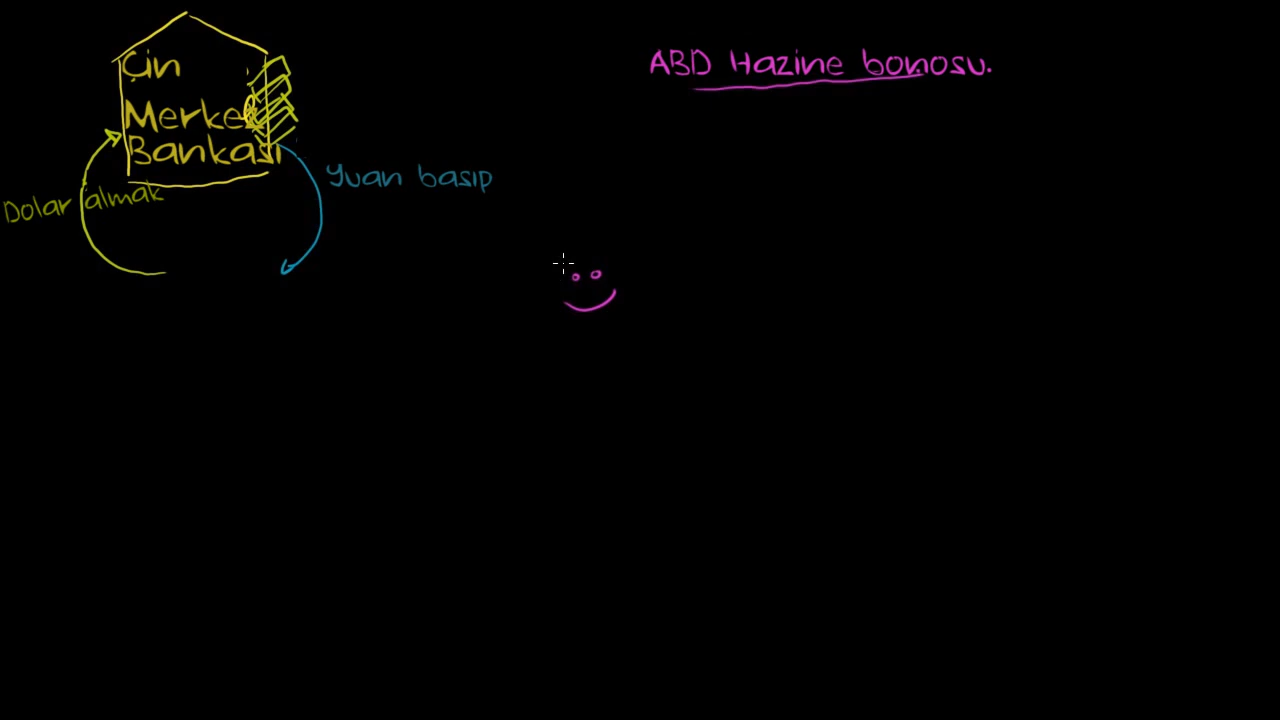 Çin
Merkez
Bankası
Dolar almak
Yuan basıp
ABD Hazine bonosu.